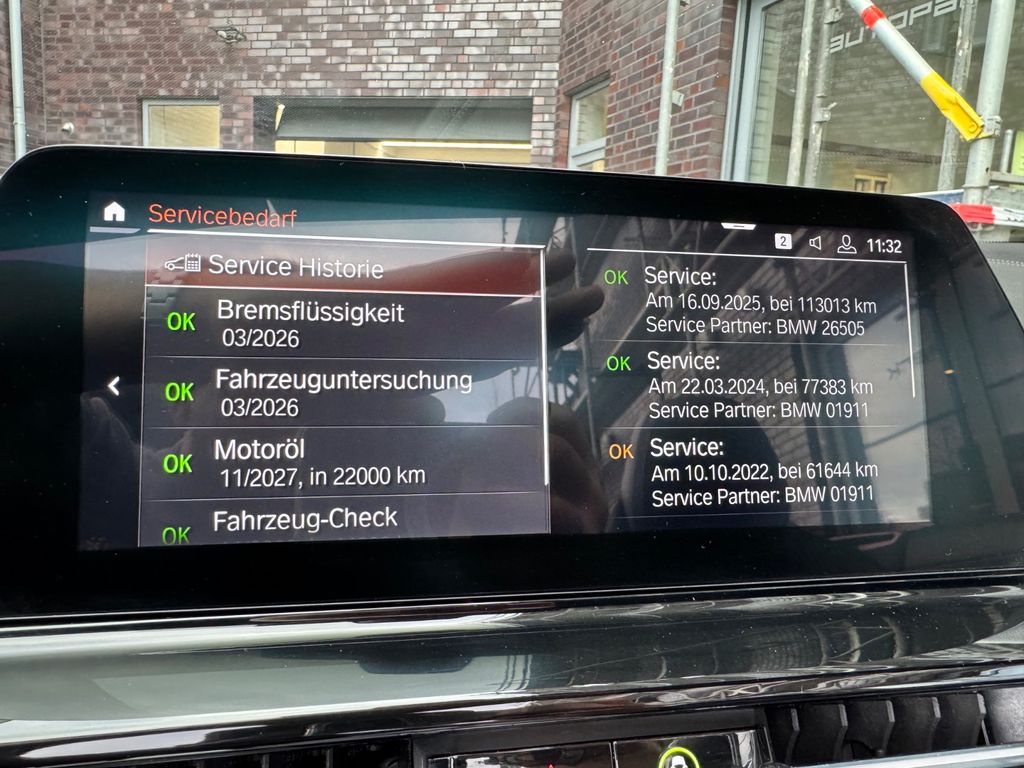 Servicebedarf
2
11:32
Service Historie
OK
Bremsflüssigkeit
03/2026
OK
Fahrzeuguntersuchung
03/2026
OK
Motoröl
11/2027, in 22000 km
OK
Fahrzeug-Check
OK
Service:
Am 16.09.2025, bei 113013 km
Service Partner: BMW 26505
OK
Service:
Am 22.03.2024, bei 77383 km
Service Partner: BMW 01911
OK
Service:
Am 10.10.2022, bei 61644 km
Service Partner: BMW 01911